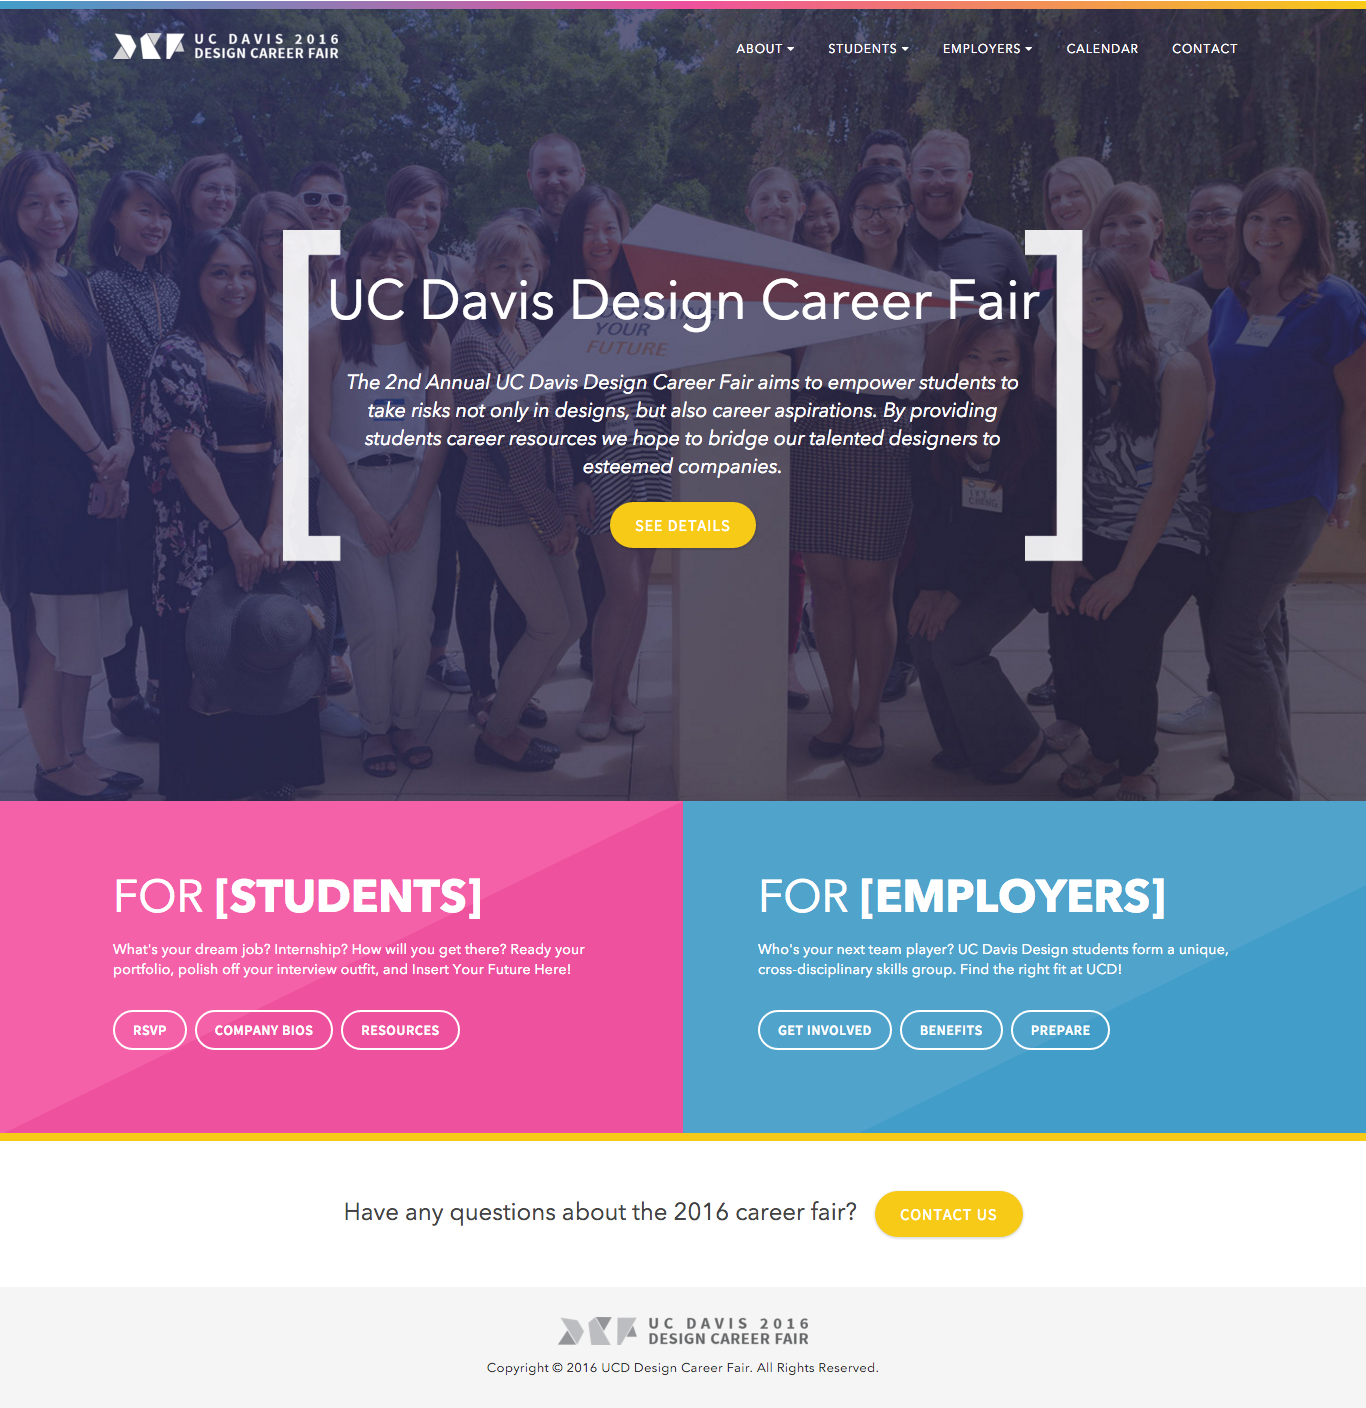 UC DAVIS 2016
DESIGN CAREER FAIR
ABOUT
STUDENTS
EMPLOYERS
CALENDAR
CONTACT
UC Davis Design Career Fair
YOUR
FUTURE
The 2nd Annual UC Davis Design Career Fair aims to empower students to
take risks not only in designs, but also career aspirations. By providing
students career resources we hope to bridge our talented designers to
esteemed companies.
SEE DETAILS
FOR [STUDENTS]
What's your dream job? Internship? How will you get there? Ready your
portfolio, polish off your interview outfit, and Insert Your Future Here!
RSVP
COMPANY BIOS
RESOURCES
FOR [EMPLOYERS]
Who's your next team player? UC Davis Design students form a unique,
cross-disciplinary skills group. Find the right fit at UCD!
GET INVOLVED
BENEFITS
PREPARE
Have any questions about the 2016 career fair?
CONTACT US
UC DAVIS 2016
DESIGN CAREER FAIR
Copyright © 2016 UCD Design Career Fair. All Rights Reserved.